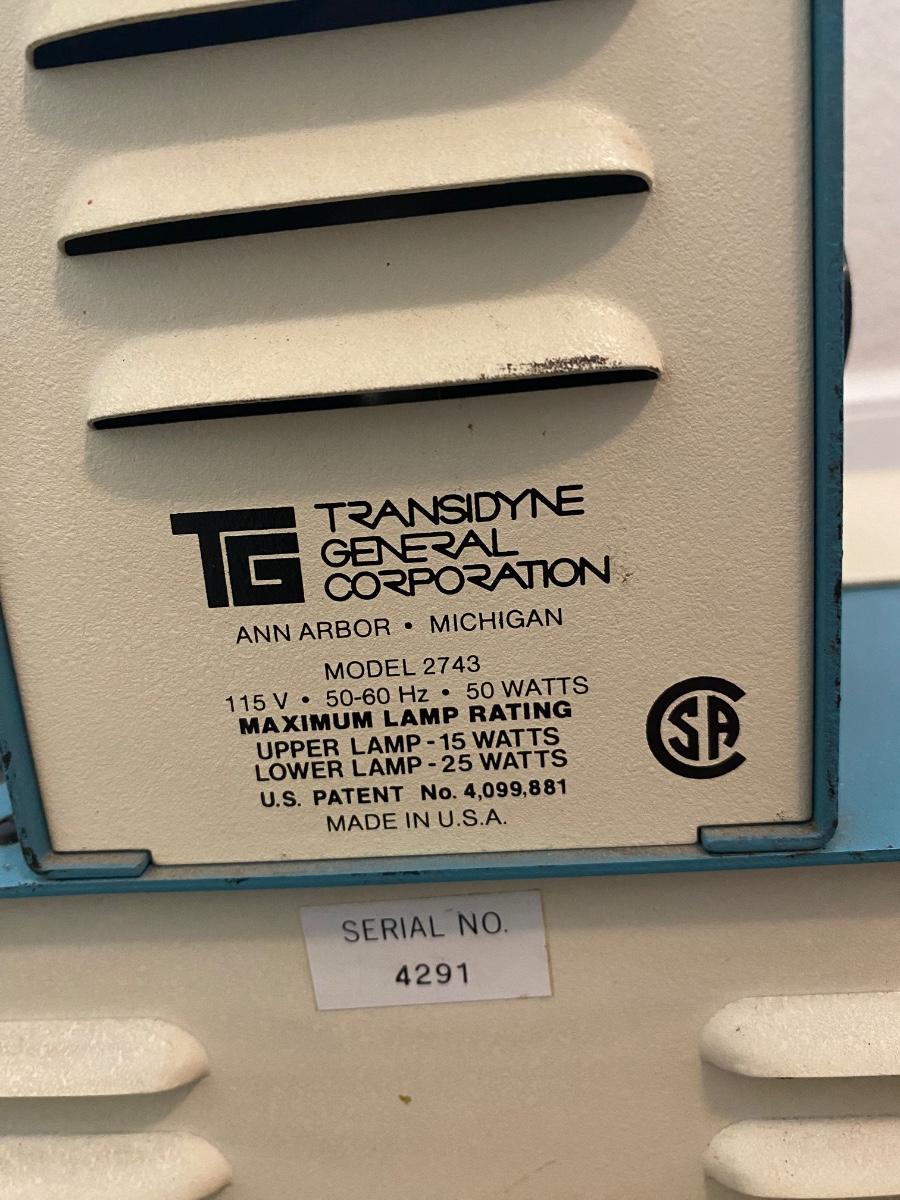 TG
TRANSIDYNE
GENERAL
CORPORATION
ANN ARBOR • MICHIGAN
MODEL 2743
115 V • 50-60 Hz • 50 WATTS
MAXIMUM LAMP RATING
UPPER LAMP - 15 WATTS
LOWER LAMP - 25 WATTS
U.S. PATENT No. 4,099,881
MADE IN U.S.A.
CSA
SERIAL NO.
4291